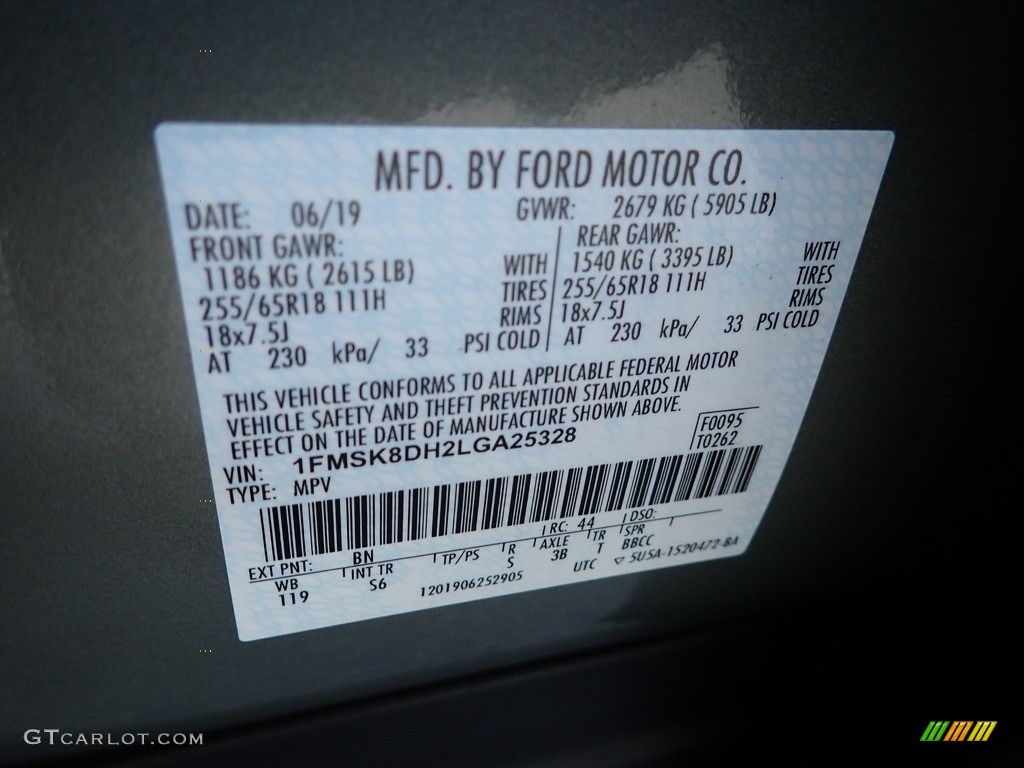 MFD. BY FORD MOTOR CO.
DATE: 06/19 GVWR: 2679 KG ( 5905 LB)
FRONT GAWR: REAR GAWR:
1186 KG ( 2615 LB) WITH 1540 KG ( 3395 LB) WITH
255/65R18 111H TIRES 255/65R18 111H TIRES
18x7.5J RIMS 18x7.5J RIMS
AT 230 kPa/ 33 PSI COLD AT 230 kPa/ 33 PSI COLD
THIS VEHICLE CONFORMS TO ALL APPLICABLE FEDERAL MOTOR
VEHICLE SAFETY AND THEFT PREVENTION STANDARDS IN
EFFECT ON THE DATE OF MANUFACTURE SHOWN ABOVE.
VIN: 1FMSK8DH2LGA25328
F0095
TYPE: MPV
T0262
EXT PNT: BN RC: 44 DSO:
WB INT TR TP/PS R AXLE TR SPR
119 S6 S 3B T BBCC
1201906252905 UTC ▽ 5U5A-1520472-BA
GTCARLOT.COM